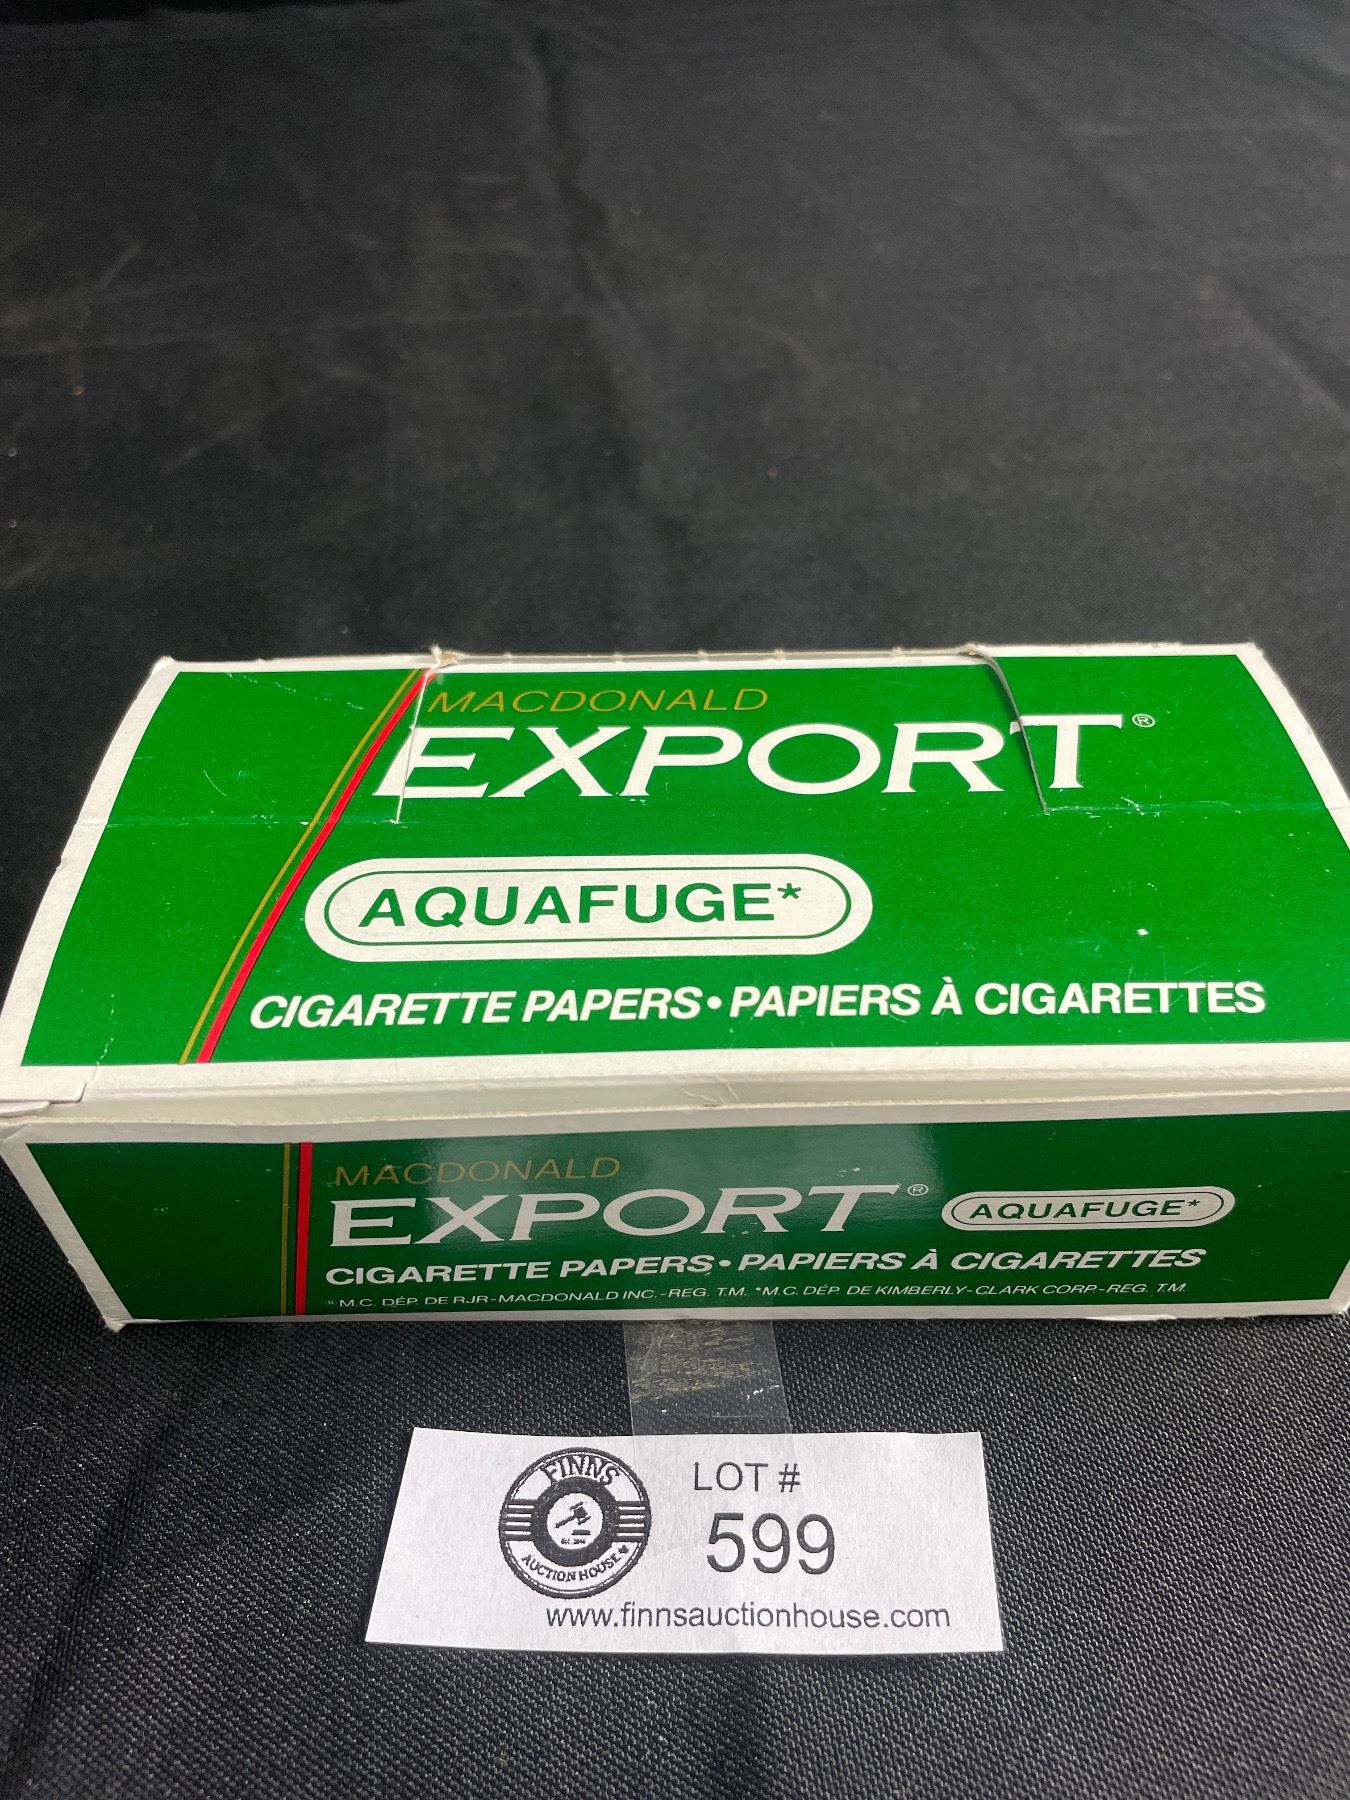 MACDONALD
EXPORT®
AQUAFUGE*
CIGARETTE PAPERS • PAPIERS À CIGARETTES
MACDONALD
EXPORT® AQUAFUGE*
CIGARETTE PAPERS • PAPIERS À CIGARETTES
® M.C. DÉP. DE RJR-MACDONALD INC.-REG. T.M. *M.C. DÉP. DE KIMBERLY-CLARK CORP.-REG. T.M.
FINNS
AUCTION HOUSE
LOT #
599
www.finnsauctionhouse.com